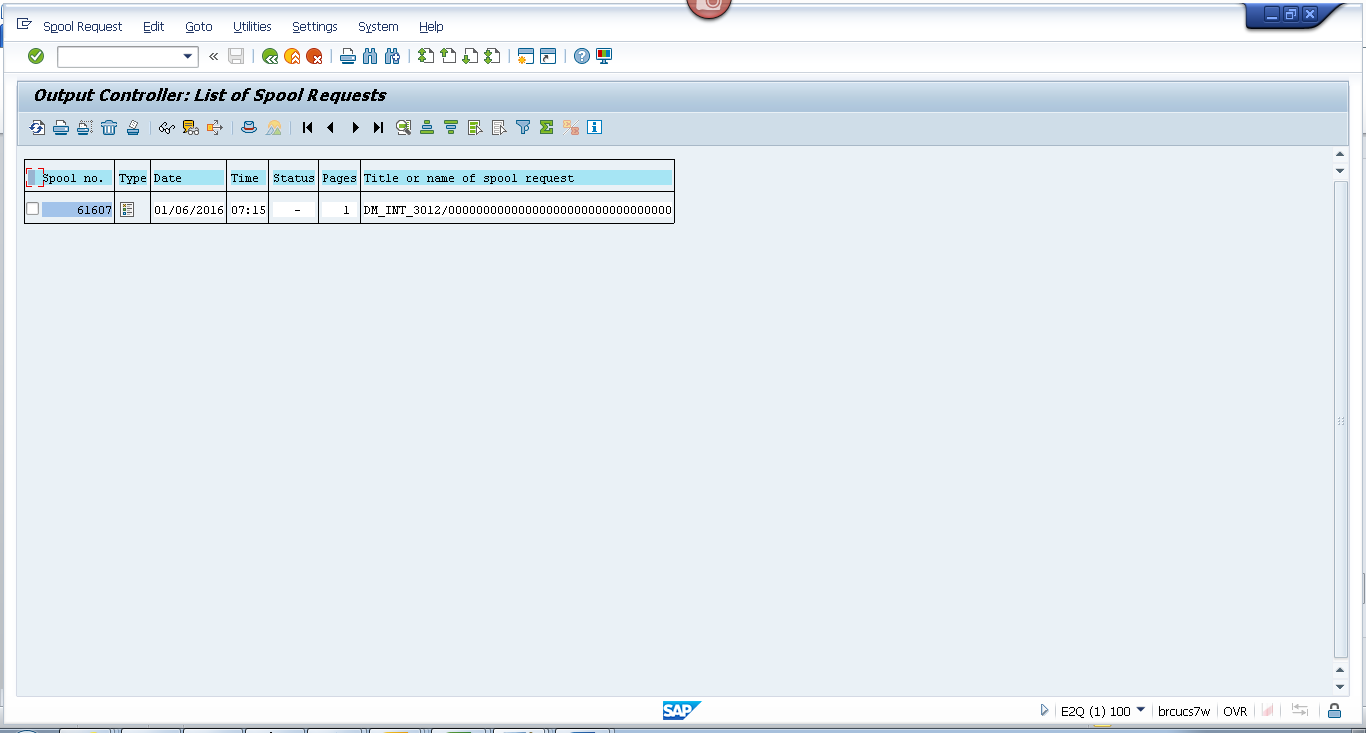 Spool Request Edit Goto Utilities Settings System Help
Output Controller: List of Spool Requests
Spool no. Type Date Time Status Pages Title or name of spool request
61607 01/06/2016 07:15 - 1 DM_INT_3012/00000000000000000000000000000000
SAP E2Q (1) 100 brcucs7w OVR